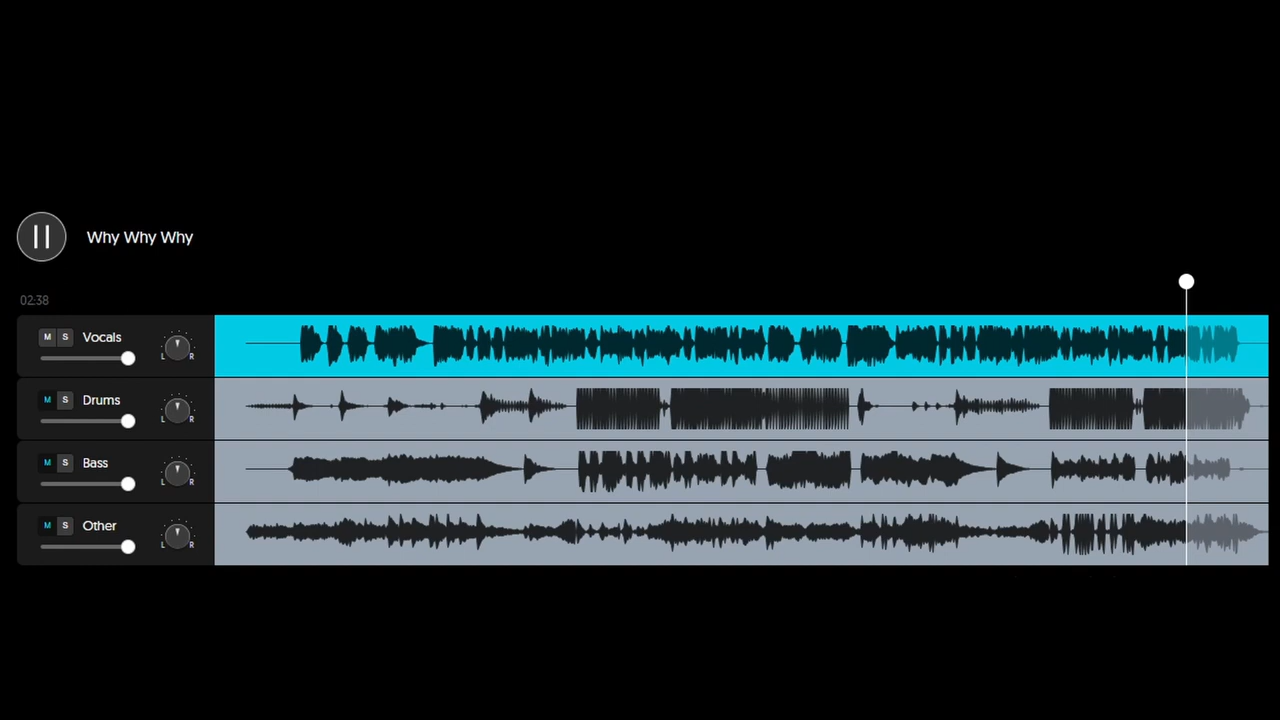 Why Why Why
02:38
M S Vocals
L R
M S Drums
L R
M S Bass
L R
M S Other
L R